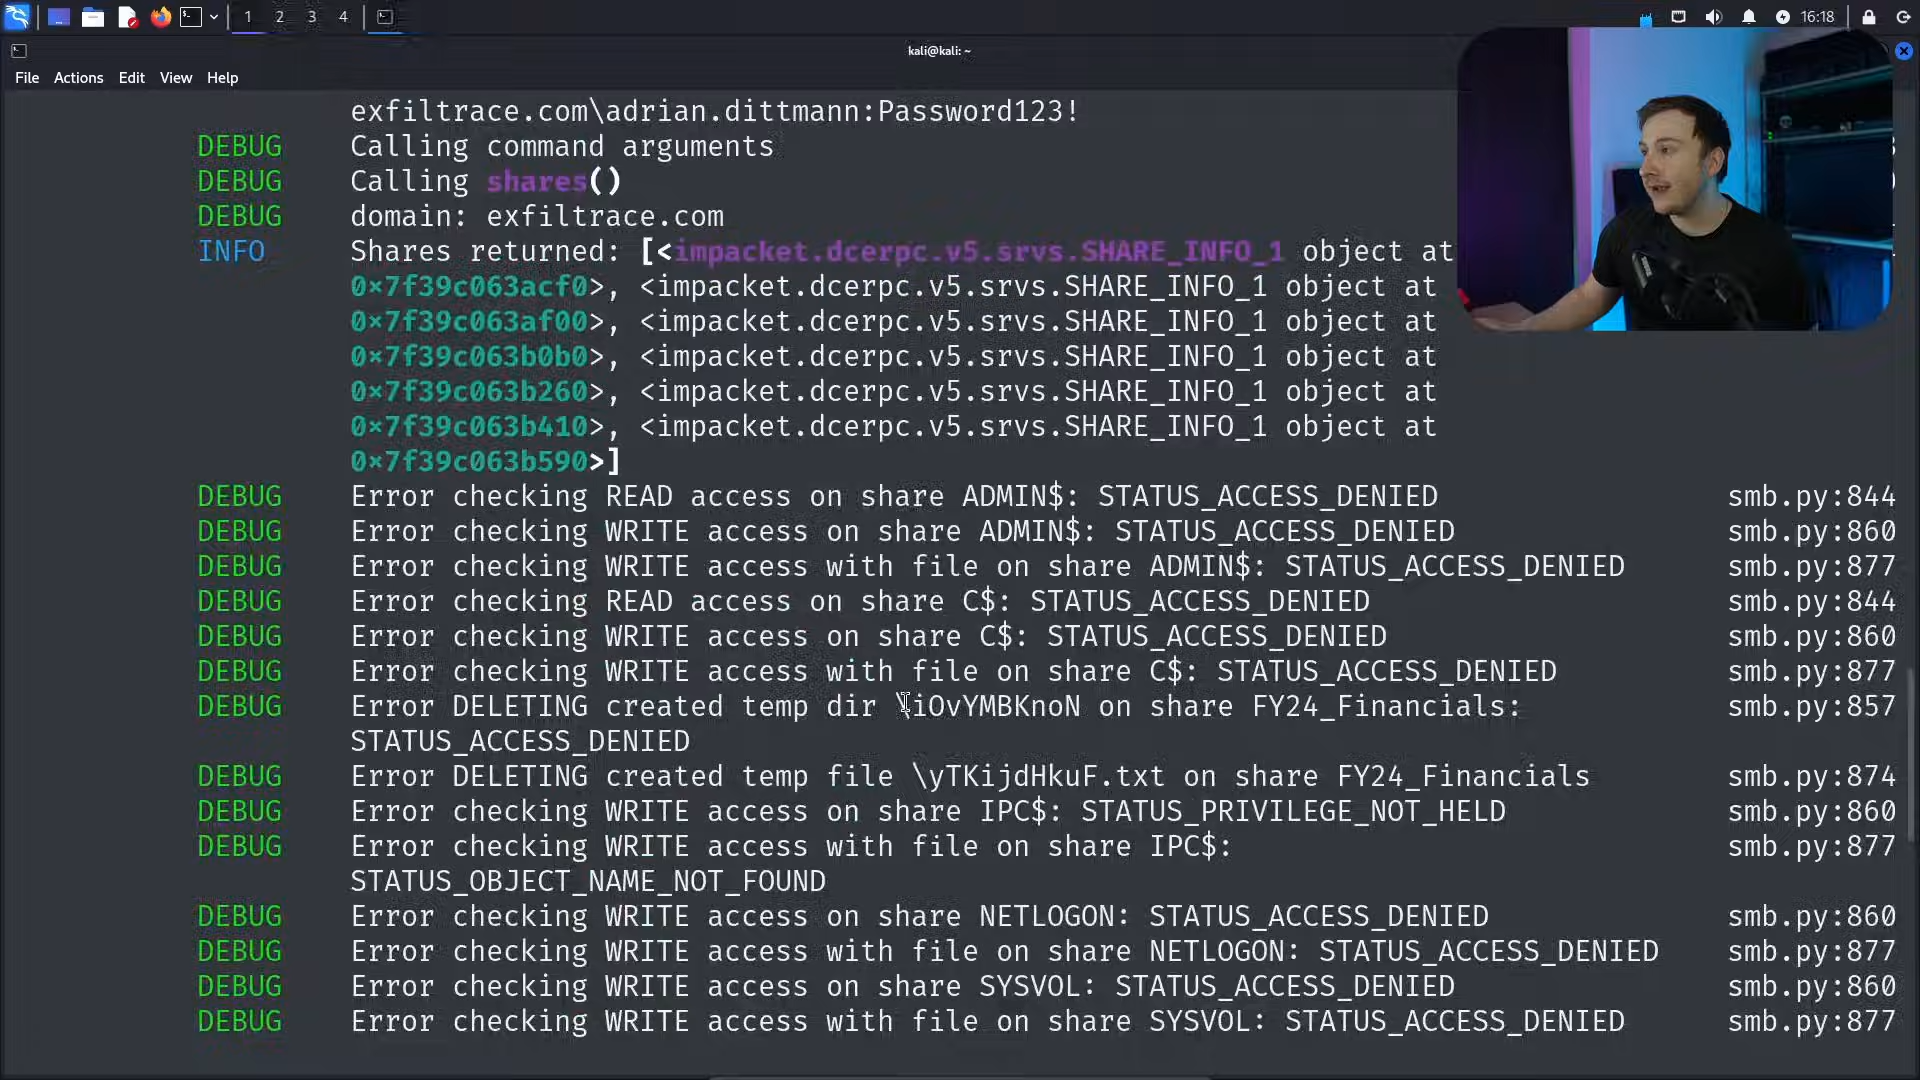 1 2 3 4
16:18
kali@kali: ~
File Actions Edit View Help
exfiltrace.com\adrian.dittmann:Password123!
DEBUG Calling command arguments
DEBUG Calling shares()
DEBUG domain: exfiltrace.com
INFO Shares returned: [<impacket.dcerpc.v5.srvs.SHARE_INFO_1 object at
0×7f39c063acf0>, <impacket.dcerpc.v5.srvs.SHARE_INFO_1 object at
0×7f39c063af00>, <impacket.dcerpc.v5.srvs.SHARE_INFO_1 object at
0×7f39c063b0b0>, <impacket.dcerpc.v5.srvs.SHARE_INFO_1 object at
0×7f39c063b260>, <impacket.dcerpc.v5.srvs.SHARE_INFO_1 object at
0×7f39c063b410>, <impacket.dcerpc.v5.srvs.SHARE_INFO_1 object at
0×7f39c063b590>]
DEBUG Error checking READ access on share ADMIN$: STATUS_ACCESS_DENIED smb.py:844
DEBUG Error checking WRITE access on share ADMIN$: STATUS_ACCESS_DENIED smb.py:860
DEBUG Error checking WRITE access with file on share ADMIN$: STATUS_ACCESS_DENIED smb.py:877
DEBUG Error checking READ access on share C$: STATUS_ACCESS_DENIED smb.py:844
DEBUG Error checking WRITE access on share C$: STATUS_ACCESS_DENIED smb.py:860
DEBUG Error checking WRITE access with file on share C$: STATUS_ACCESS_DENIED smb.py:877
DEBUG Error DELETING created temp dir \iOvYMBKnoN on share FY24_Financials: smb.py:857
STATUS_ACCESS_DENIED
DEBUG Error DELETING created temp file \yTKijdHkuF.txt on share FY24_Financials smb.py:874
DEBUG Error checking WRITE access on share IPC$: STATUS_PRIVILEGE_NOT_HELD smb.py:860
DEBUG Error checking WRITE access with file on share IPC$: smb.py:877
STATUS_OBJECT_NAME_NOT_FOUND
DEBUG Error checking WRITE access on share NETLOGON: STATUS_ACCESS_DENIED smb.py:860
DEBUG Error checking WRITE access with file on share NETLOGON: STATUS_ACCESS_DENIED smb.py:877
DEBUG Error checking WRITE access on share SYSVOL: STATUS_ACCESS_DENIED smb.py:860
DEBUG Error checking WRITE access with file on share SYSVOL: STATUS_ACCESS_DENIED smb.py:877